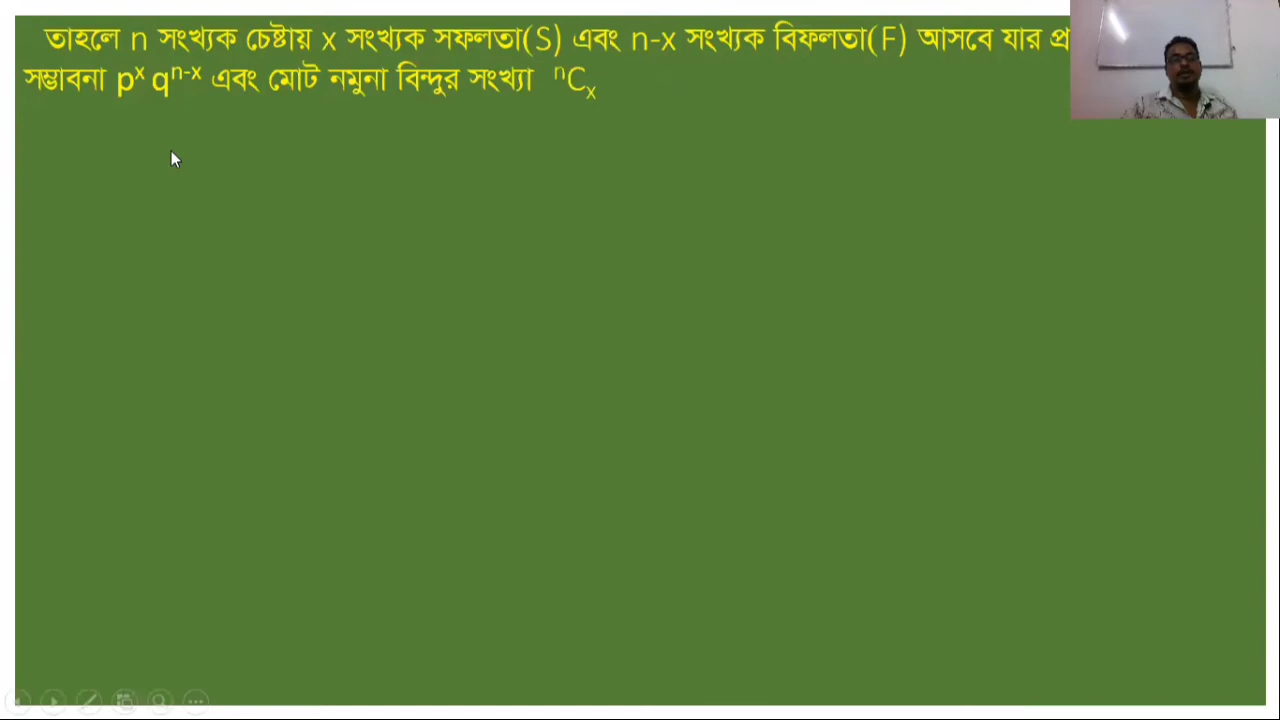 তাহলে n সংখ্যক চেষ্টায় x সংখ্যক সফলতা(S) এবং n-x সংখ্যক বিফলতা(F) আসবে যার
সম্ভাবনা pˣ qⁿ⁻ˣ এবং মোট নমুনা বিন্দুর সংখ্যা ⁿCₓ